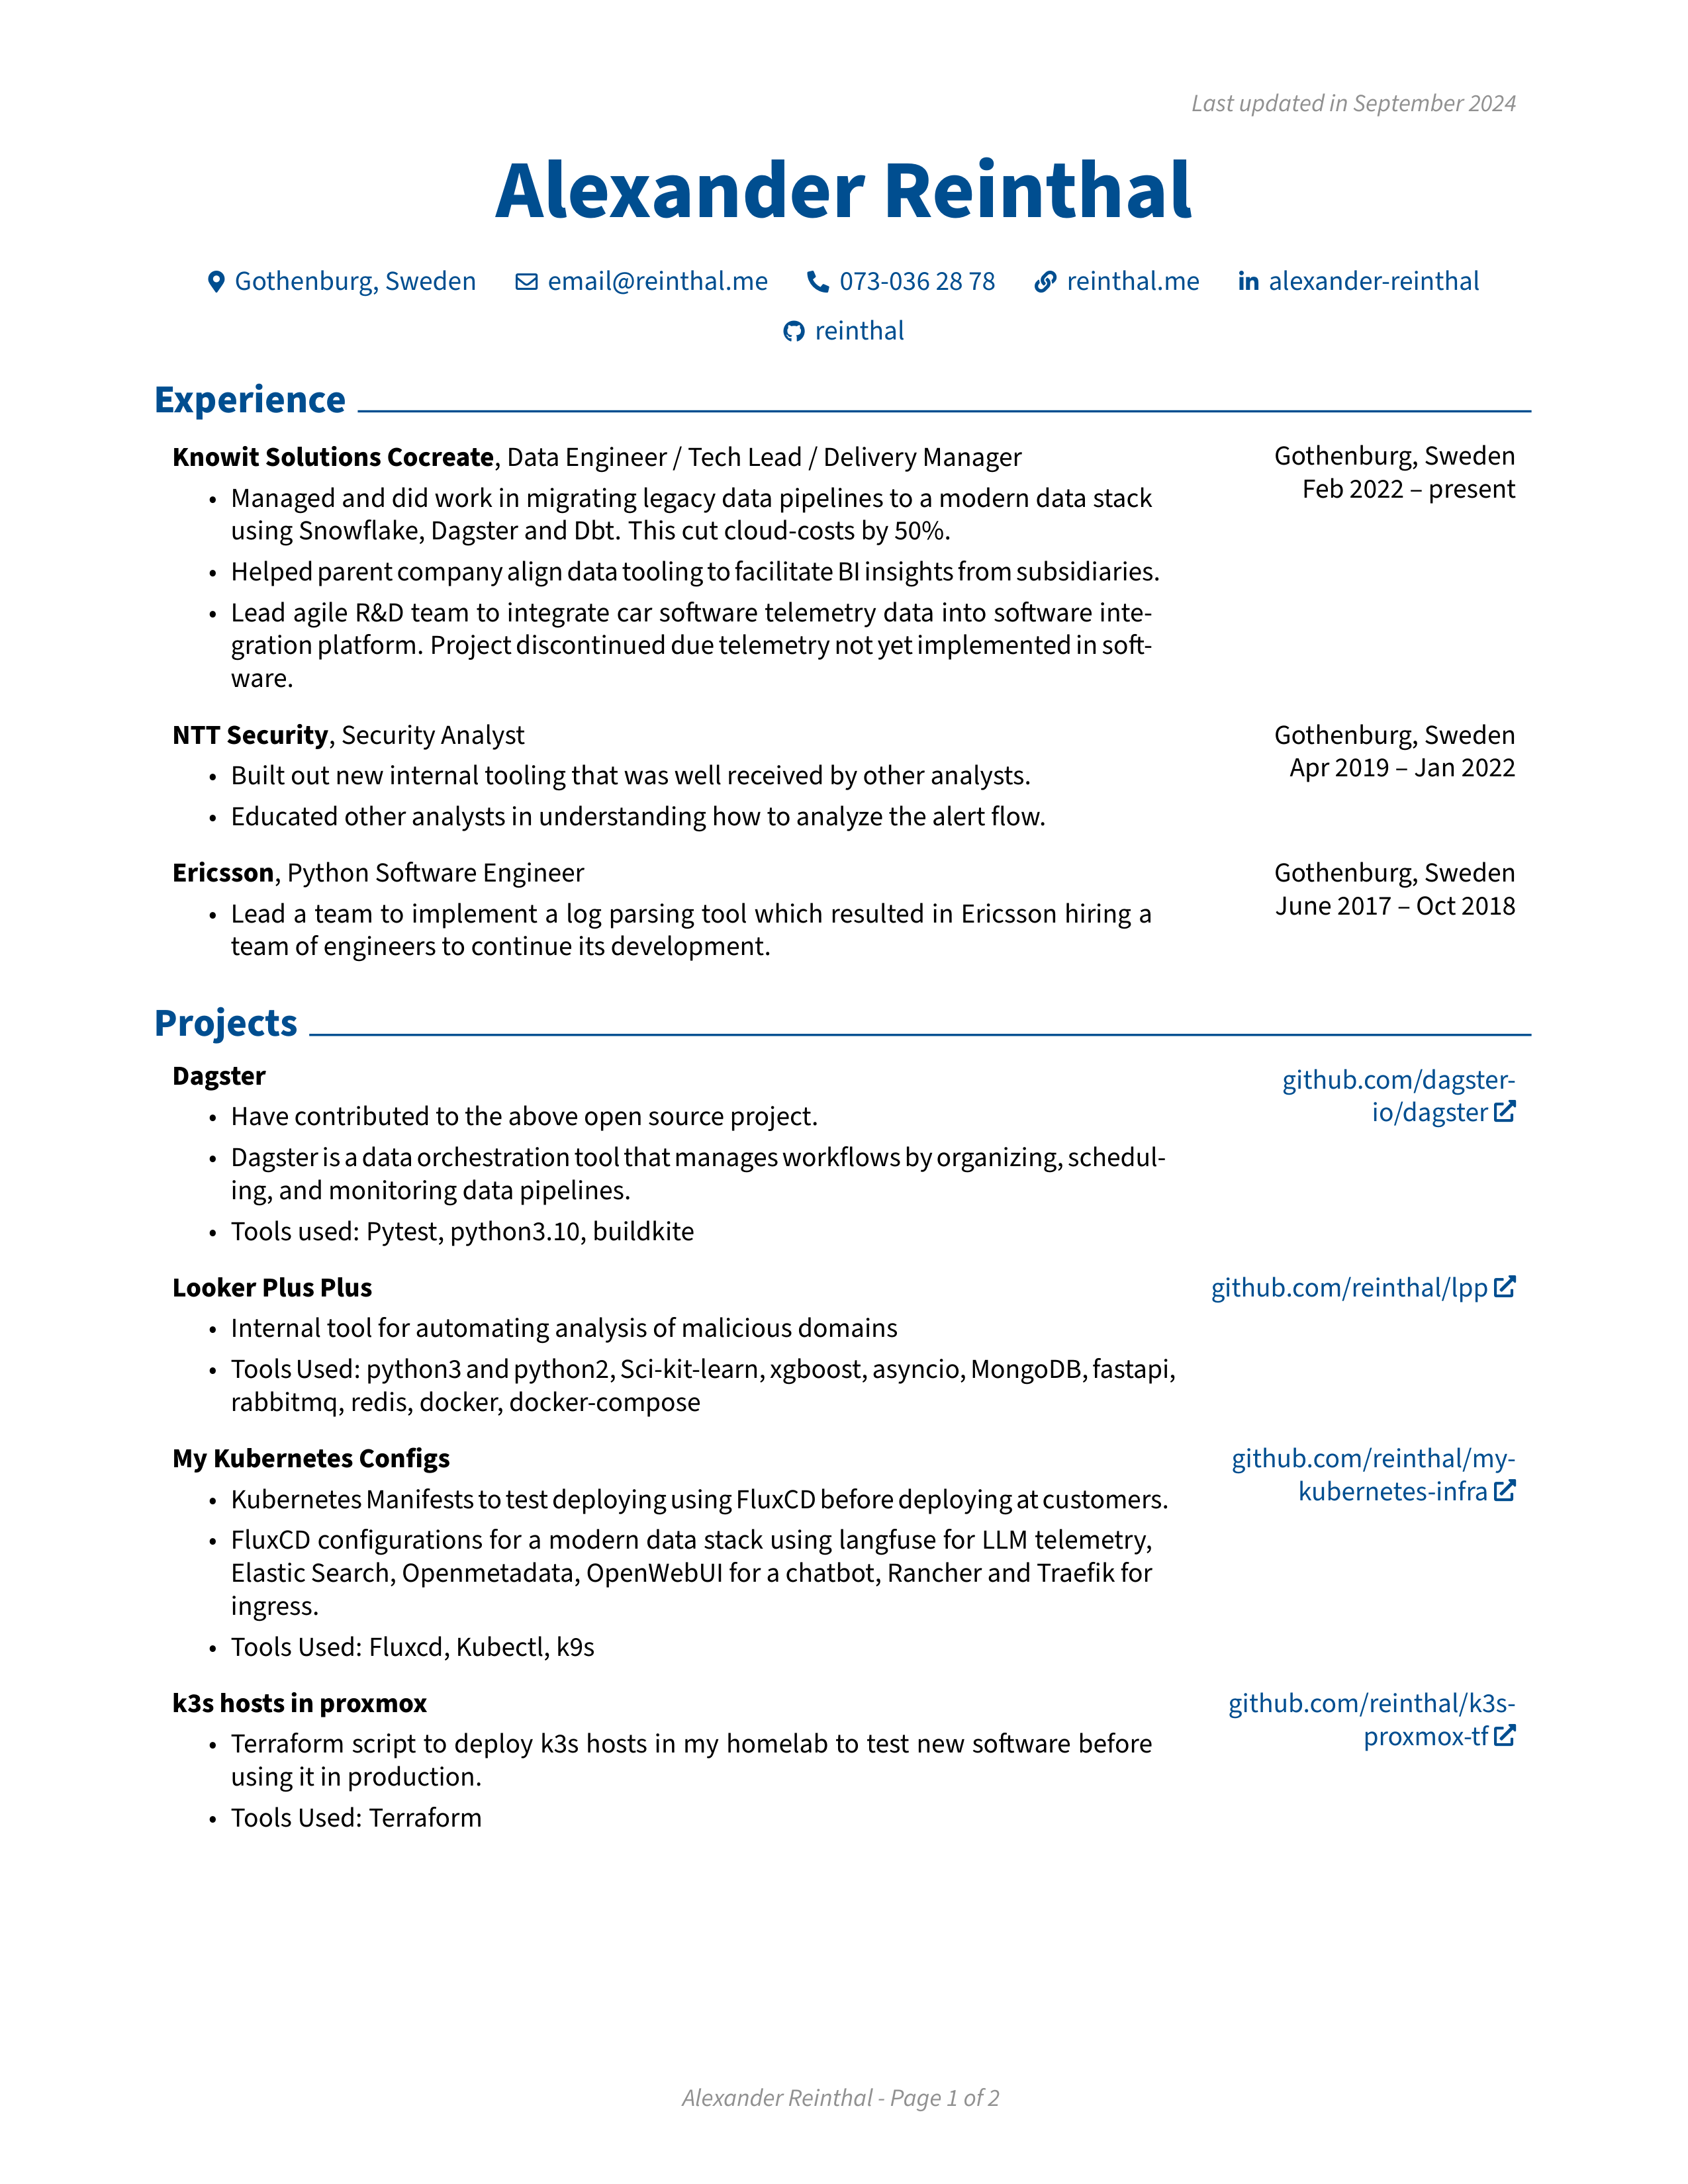 Last updated in September 2024
Alexander Reinthal
Gothenburg, Sweden email@reinthal.me 073-036 28 78 reinthal.me alexander-reinthal
reinthal
Experience
Knowit Solutions Cocreate, Data Engineer / Tech Lead / Delivery Manager
Gothenburg, Sweden
Feb 2022 – present
• Managed and did work in migrating legacy data pipelines to a modern data stack
using Snowflake, Dagster and Dbt. This cut cloud-costs by 50%.
• Helped parent company align data tooling to facilitate BI insights from subsidiaries.
• Lead agile R&D team to integrate car software telemetry data into software inte-
gration platform. Project discontinued due telemetry not yet implemented in soft-
ware.
NTT Security, Security Analyst
Gothenburg, Sweden
Apr 2019 – Jan 2022
• Built out new internal tooling that was well received by other analysts.
• Educated other analysts in understanding how to analyze the alert flow.
Ericsson, Python Software Engineer
Gothenburg, Sweden
June 2017 – Oct 2018
• Lead a team to implement a log parsing tool which resulted in Ericsson hiring a
team of engineers to continue its development.
Projects
Dagster
github.com/dagster-
io/dagster
• Have contributed to the above open source project.
• Dagster is a data orchestration tool that manages workflows by organizing, schedul-
ing, and monitoring data pipelines.
• Tools used: Pytest, python3.10, buildkite
Looker Plus Plus
github.com/reinthal/lpp
• Internal tool for automating analysis of malicious domains
• Tools Used: python3 and python2, Sci-kit-learn, xgboost, asyncio, MongoDB, fastapi,
rabbitmq, redis, docker, docker-compose
My Kubernetes Configs
github.com/reinthal/my-
kubernetes-infra
• Kubernetes Manifests to test deploying using FluxCD before deploying at customers.
• FluxCD configurations for a modern data stack using langfuse for LLM telemetry,
Elastic Search, Openmetadata, OpenWebUI for a chatbot, Rancher and Traefik for
ingress.
• Tools Used: Fluxcd, Kubectl, k9s
k3s hosts in proxmox
github.com/reinthal/k3s-
proxmox-tf
• Terraform script to deploy k3s hosts in my homelab to test new software before
using it in production.
• Tools Used: Terraform
Alexander Reinthal - Page 1 of 2